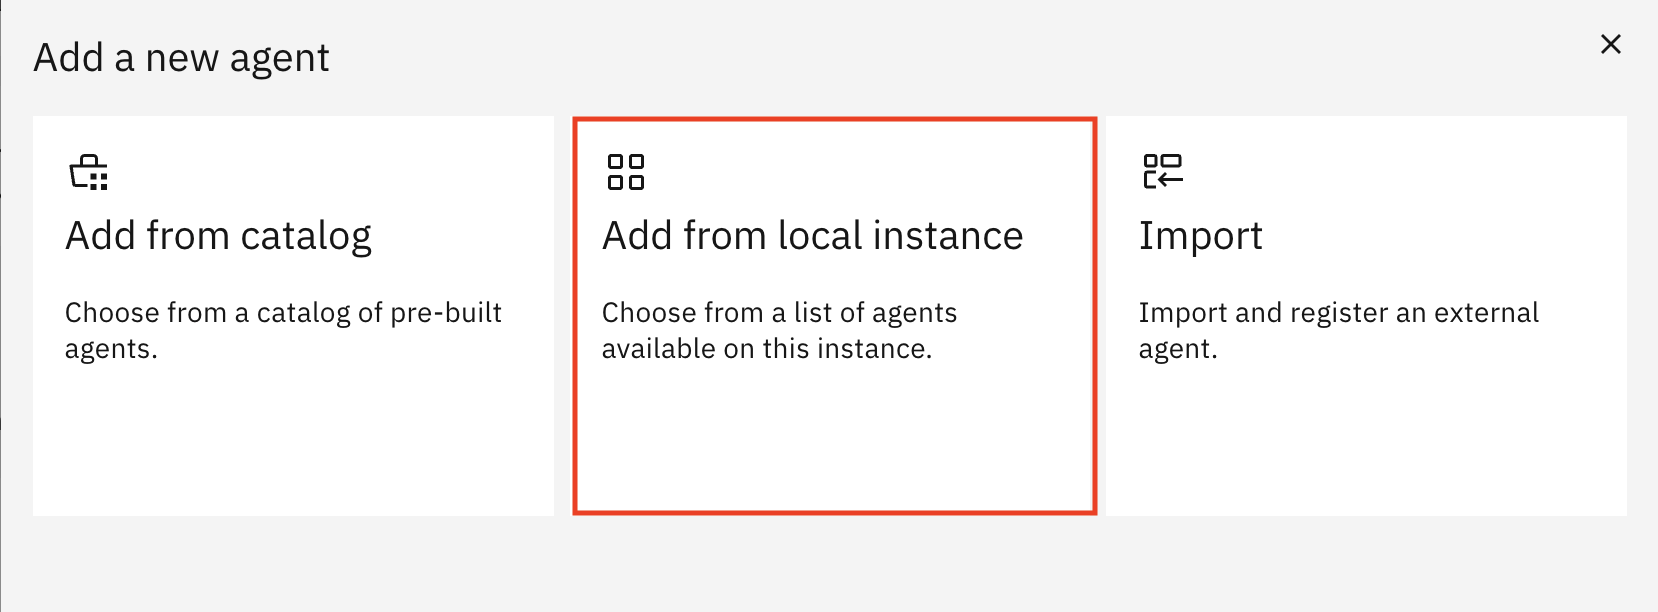 Add a new agent
Add from catalog
Choose from a catalog of pre-built
agents.
Add from local instance
Choose from a list of agents
available on this instance.
Import
Import and register an external
agent.